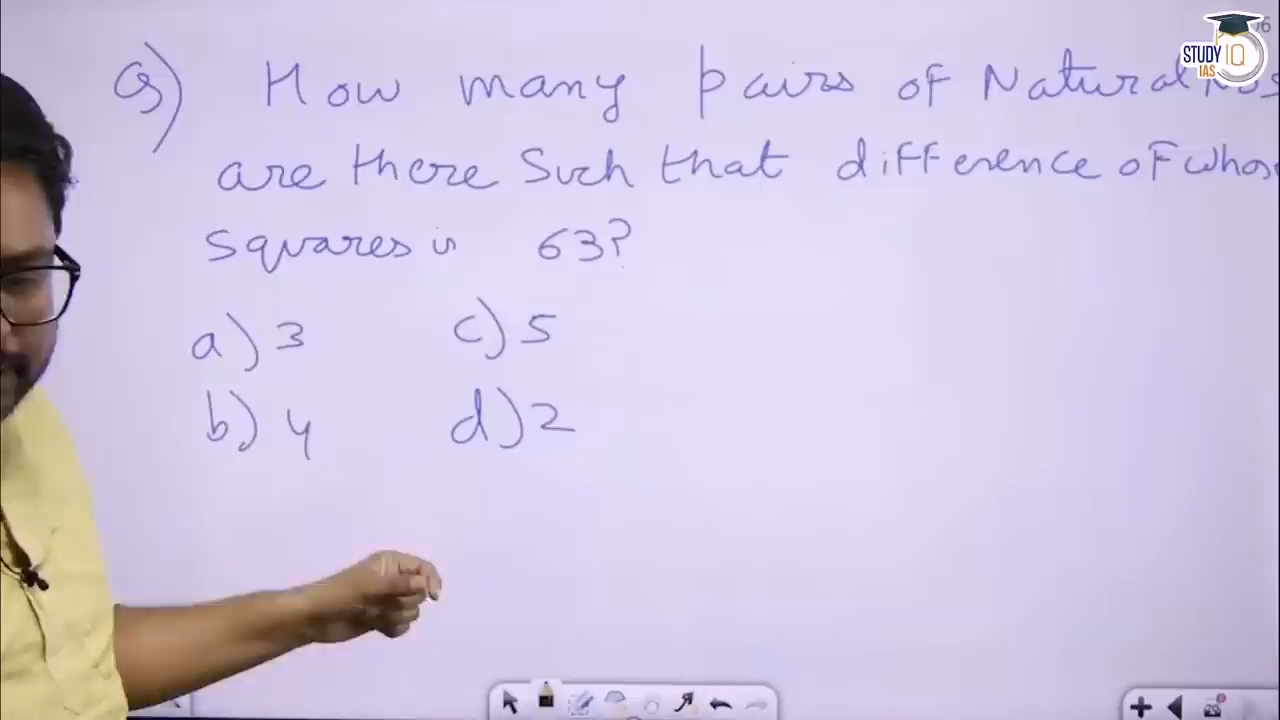 76
STUDY IQ
IAS
Q) How many pairs of Natural Nos
are there such that difference of whose
squares is 63?
a) 3 c) 5
b) 4 d) 2